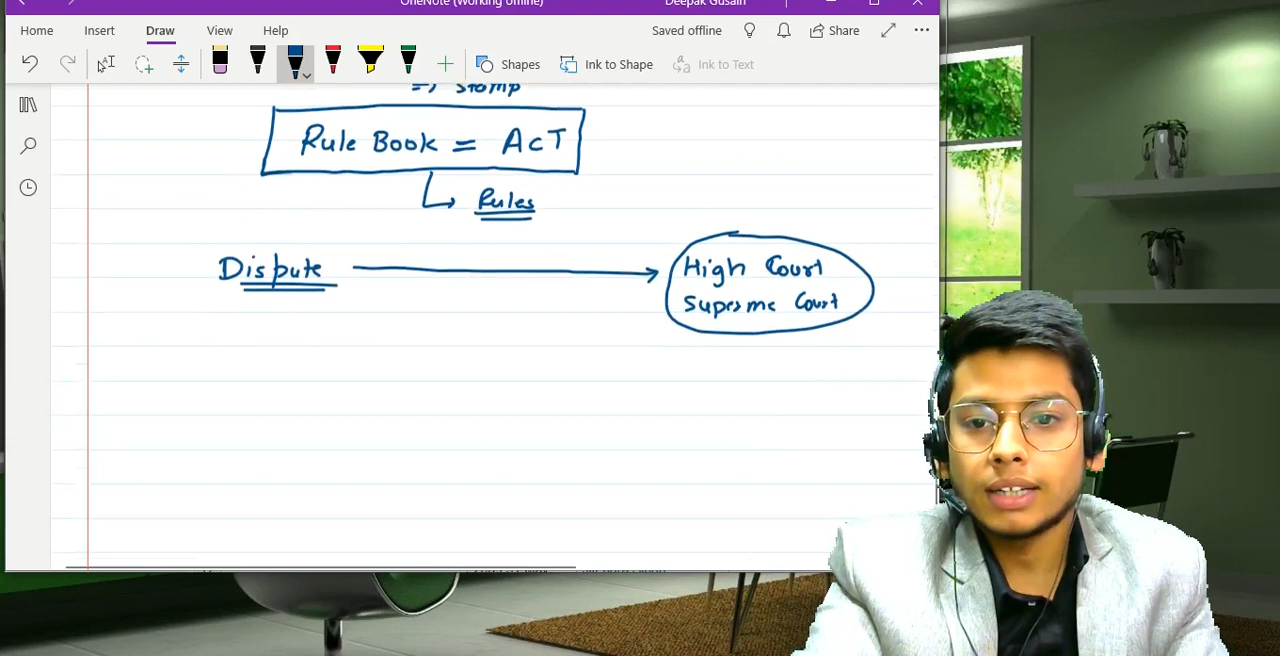 OneNote (Working offline)
Deepak Gusain
Home Insert Draw View Help
Saved offline
Share
Shapes
Ink to Shape
Ink to Text
=> Stamp
Rule Book = AcT
Rules
Dispute
High Court
Supreme Court